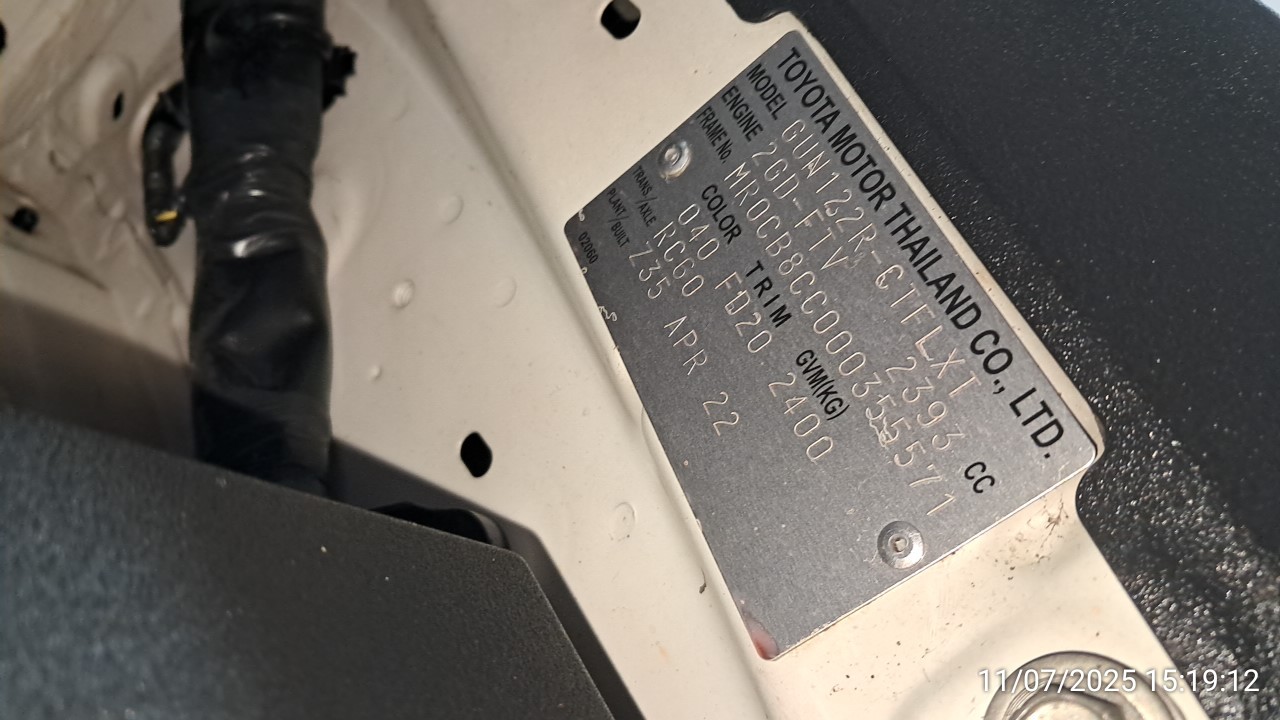 TOYOTA MOTOR THAILAND CO., LTD.
MODEL GUN122R-CTFLXT
ENGINE 2GD-FTV 2393 CC
FRAME No. MR0CB8CC000355571
COLOR TRIM GVM(KG)
040 FD20 2400
TRANS/AXLE RC60
PLANT/BUILT Z35 APR 22
02060
11/07/2025 15:19:12